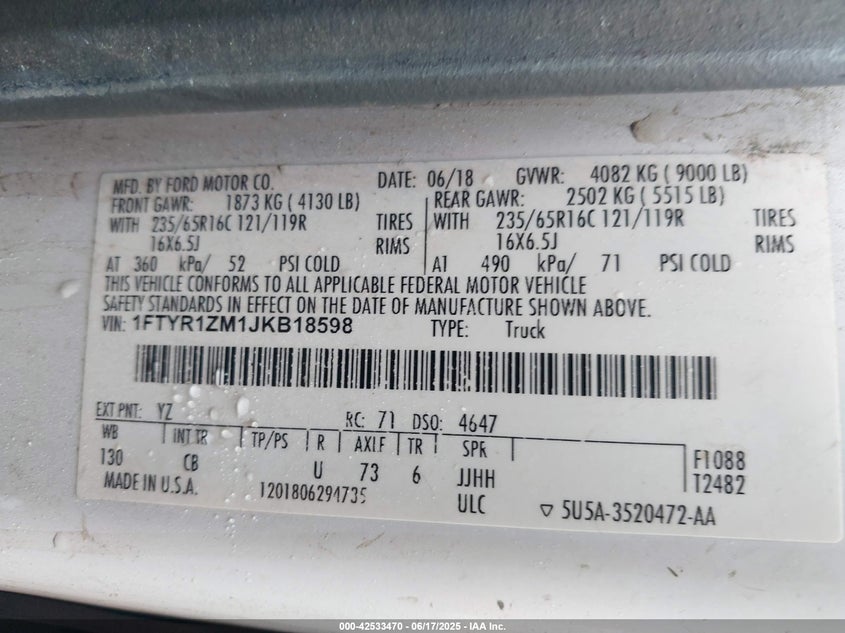 MFD. BY FORD MOTOR CO. DATE: 06/18 GVWR: 4082 KG ( 9000 LB)
FRONT GAWR: 1873 KG ( 4130 LB) REAR GAWR: 2502 KG ( 5515 LB)
WITH 235/65R16C 121/119R TIRES WITH 235/65R16C 121/119R TIRES
16X6.5J RIMS 16X6.5J RIMS
AT 360 kPa/ 52 PSI COLD AT 490 kPa/ 71 PSI COLD
THIS VEHICLE CONFORMS TO ALL APPLICABLE FEDERAL MOTOR VEHICLE
SAFETY STANDARDS IN EFFECT ON THE DATE OF MANUFACTURE SHOWN ABOVE.
VIN: 1FTYR1ZM1JKB18598 TYPE: Truck
EXT PNT: YZ RC: 71 DSO: 4647
WB INT TR TP/PS R AXLE TR SPR F1088
130 CB U 73 6 JJHH T2482
MADE IN U.S.A. 1201806294735 ULC ▽ 5U5A-3520472-AA
000-42533470 - 06/17/2025 - IAA Inc.